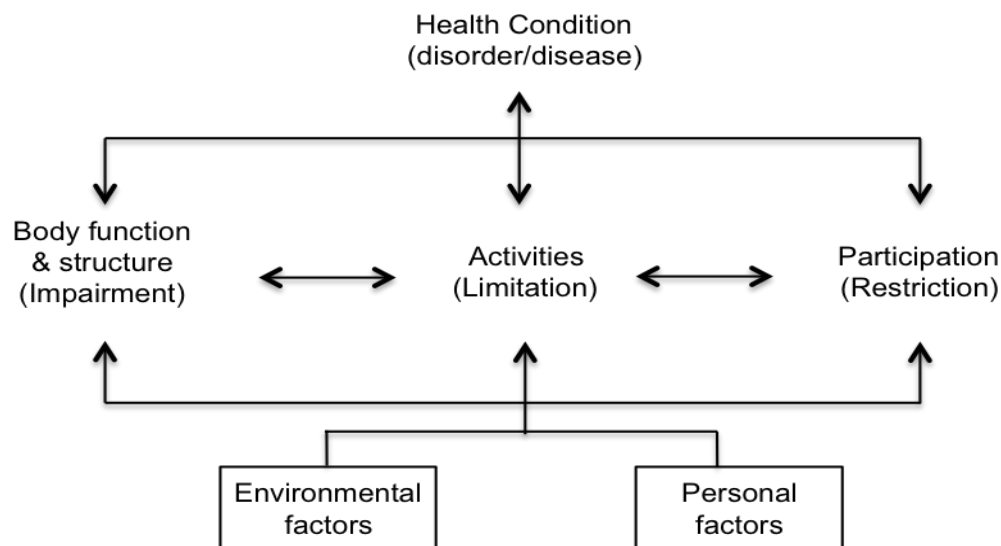 Health Condition
(disorder/disease)
Body function
& structure
(Impairment)
Activities
(Limitation)
Participation
(Restriction)
Environmental
factors
Personal
factors